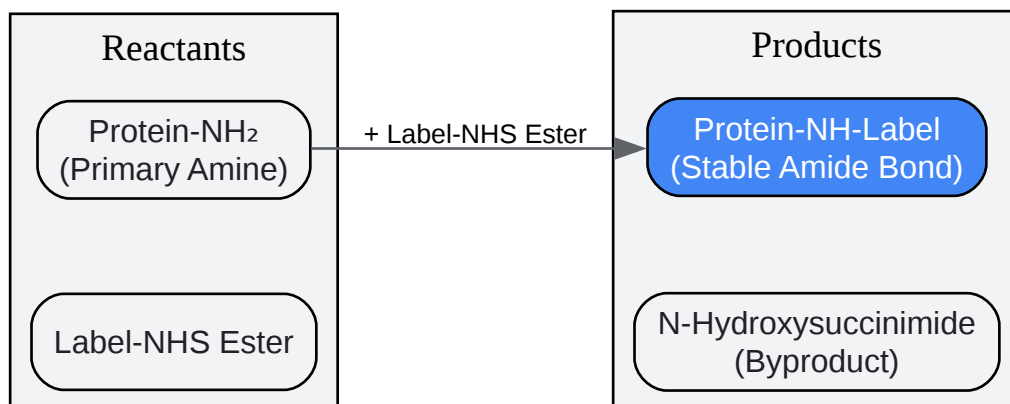 Reactants
Protein-NH₂
(Primary Amine)
Label-NHS Ester
+ Label-NHS Ester
Products
Protein-NH-Label
(Stable Amide Bond)
N-Hydroxysuccinimide
(Byproduct)